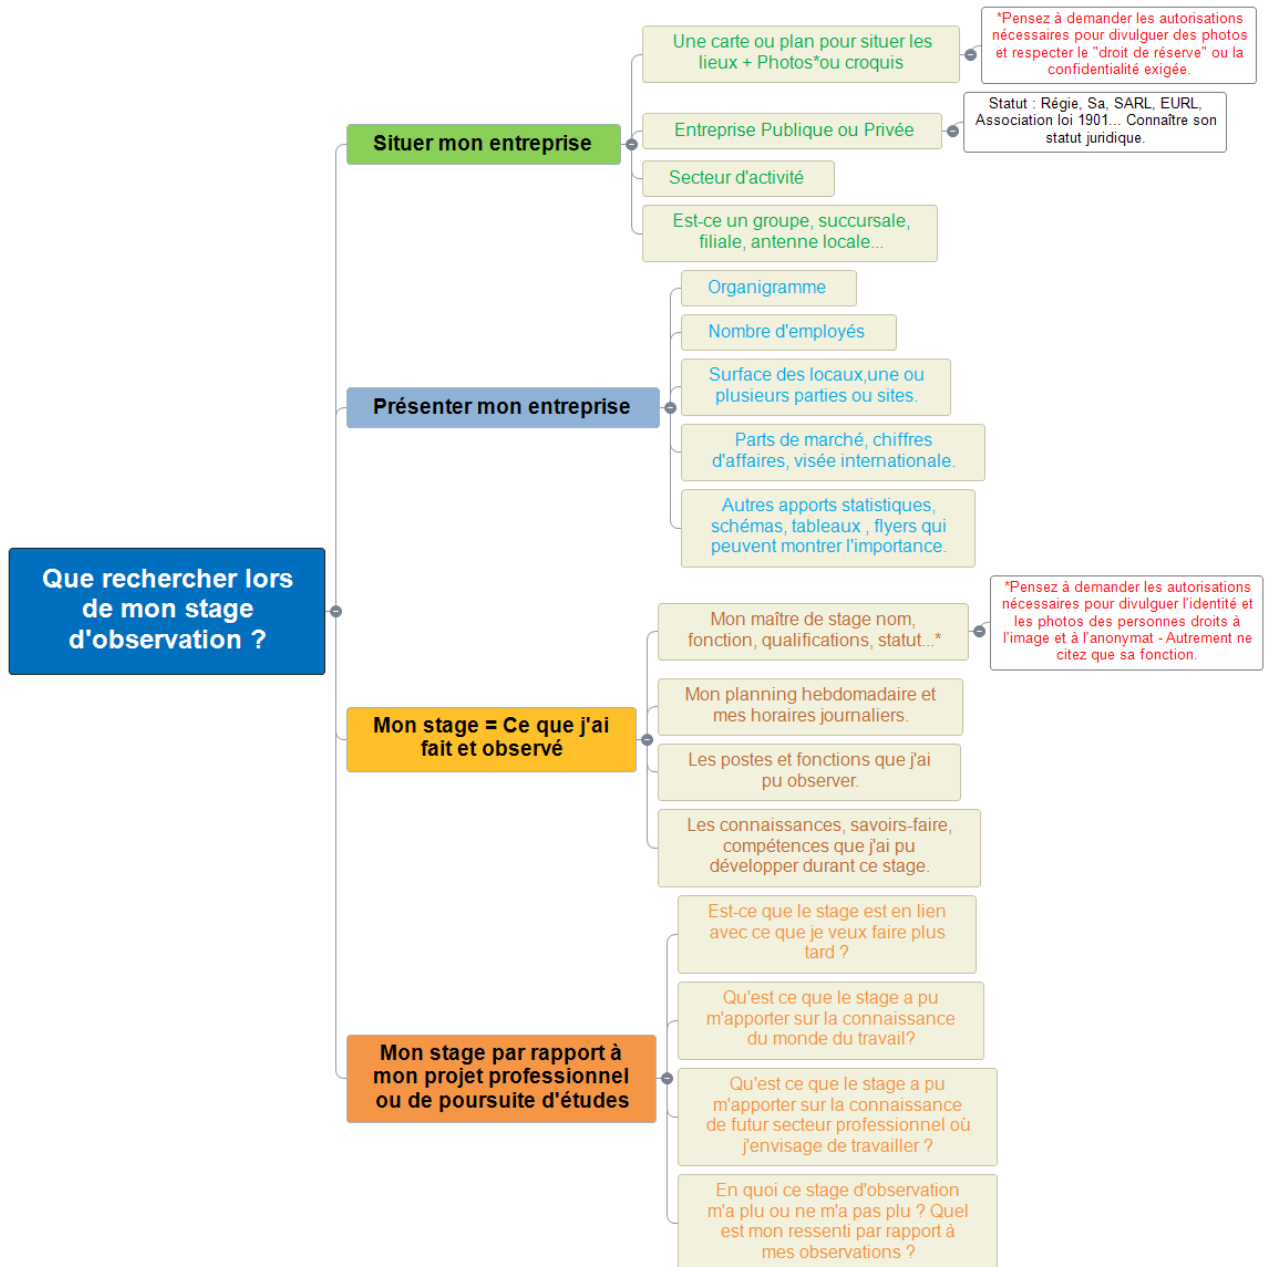 Que rechercher lors
de mon stage
d'observation ?
Situer mon entreprise
Une carte ou plan pour situer les
lieux + Photos*ou croquis
*Pensez à demander les autorisations
nécessaires pour divulguer des photos
et respecter le "droit de réserve" ou la
confidentialité exigée.
Entreprise Publique ou Privée
Statut : Régie, Sa, SARL, EURL,
Association loi 1901... Connaître son
statut juridique.
Secteur d'activité
Est-ce un groupe, succursale,
filiale, antenne locale...
Présenter mon entreprise
Organigramme
Nombre d'employés
Surface des locaux,une ou
plusieurs parties ou sites.
Parts de marché, chiffres
d'affaires, visée internationale.
Autres apports statistiques,
schémas, tableaux , flyers qui
peuvent montrer l'importance.
Mon stage = Ce que j'ai
fait et observé
Mon maître de stage nom,
fonction, qualifications, statut...*
*Pensez à demander les autorisations
nécessaires pour divulguer l'identité et
les photos des personnes droits à
l'image et à l'anonymat - Autrement ne
citez que sa fonction.
Mon planning hebdomadaire et
mes horaires journaliers.
Les postes et fonctions que j'ai
pu observer.
Les connaissances, savoirs-faire,
compétences que j'ai pu
développer durant ce stage.
Mon stage par rapport à
mon projet professionnel
ou de poursuite d'études
Est-ce que le stage est en lien
avec ce que je veux faire plus
tard ?
Qu'est ce que le stage a pu
m'apporter sur la connaissance
du monde du travail?
Qu'est ce que le stage a pu
m'apporter sur la connaissance
de futur secteur professionnel où
j'envisage de travailler ?
En quoi ce stage d'observation
m'a plu ou ne m'a pas plu ? Quel
est mon ressenti par rapport à
mes observations ?